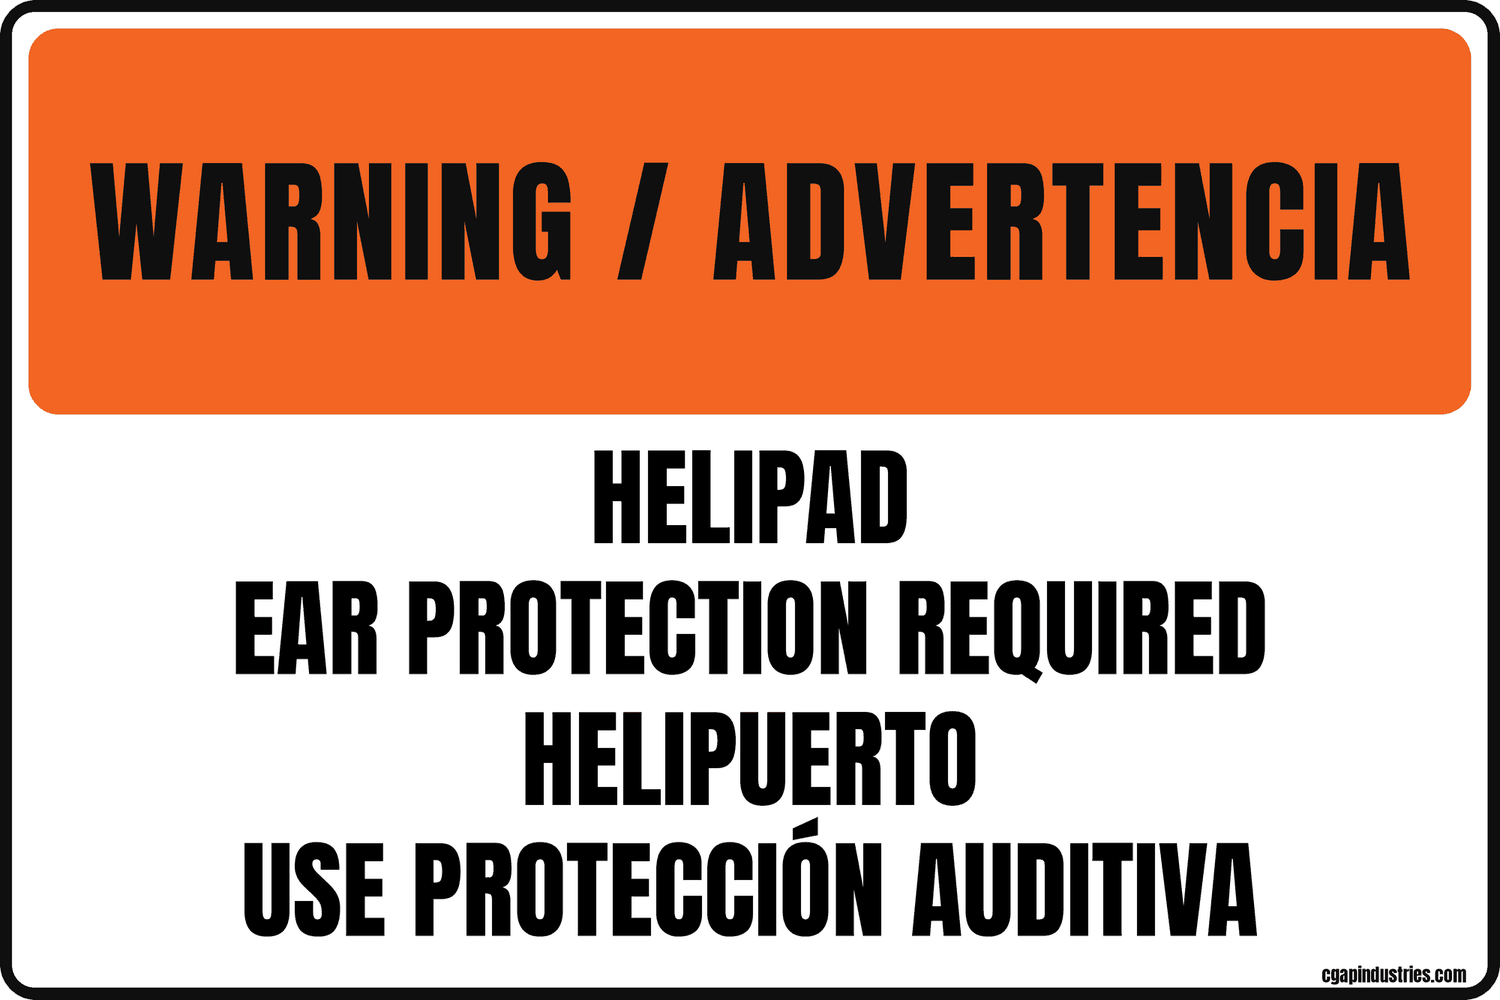 WARNING / ADVERTENCIA
HELIPAD
EAR PROTECTION REQUIRED
HELIPUERTO
USE PROTECCIÓN AUDITIVA
cgapindustries.com